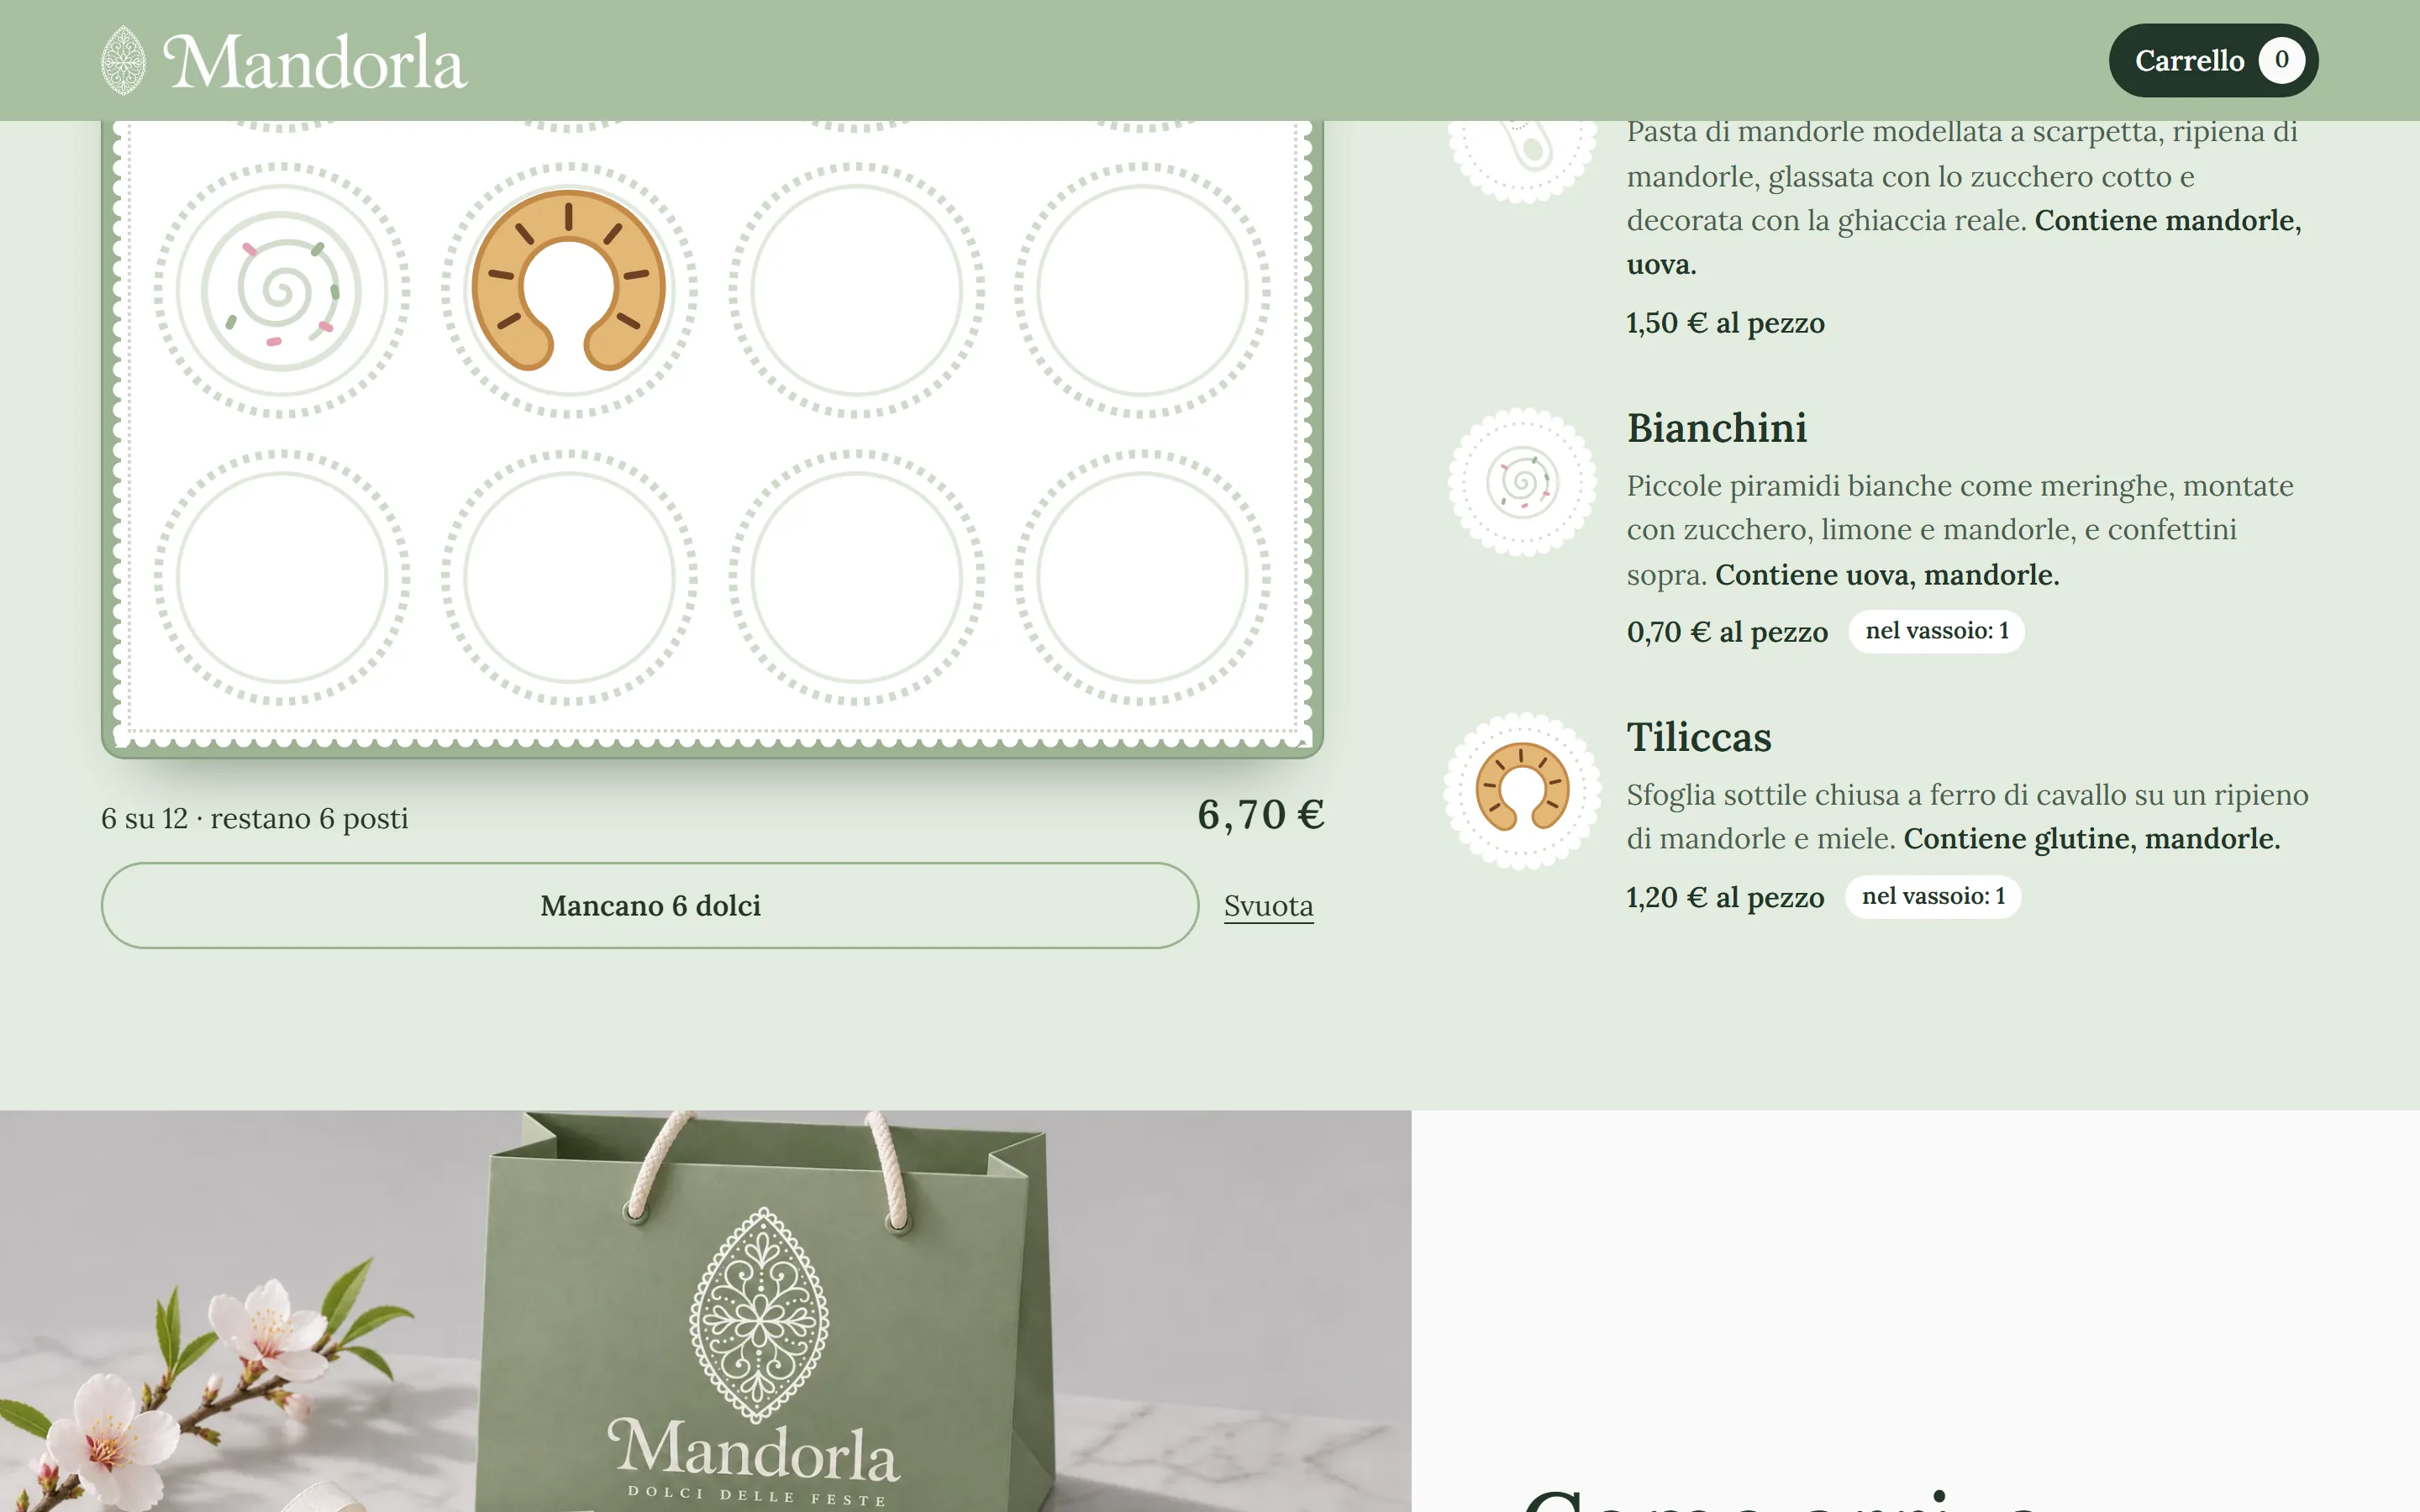 Mandorla
Carrello 0
Pasta di mandorle modellata a scarpetta, ripiena di
mandorle, glassata con lo zucchero cotto e
decorata con la ghiaccia reale. Contiene mandorle,
uova.
1,50 € al pezzo
Bianchini
Piccole piramidi bianche come meringhe, montate
con zucchero, limone e mandorle, e confettini
sopra. Contiene uova, mandorle.
0,70 € al pezzo nel vassoio: 1
Tiliccas
Sfoglia sottile chiusa a ferro di cavallo su un ripieno
di mandorle e miele. Contiene glutine, mandorle.
1,20 € al pezzo nel vassoio: 1
6 su 12 · restano 6 posti
6,70 €
Mancano 6 dolci
Svuota
Mandorla
DOLCI DELLE FESTE